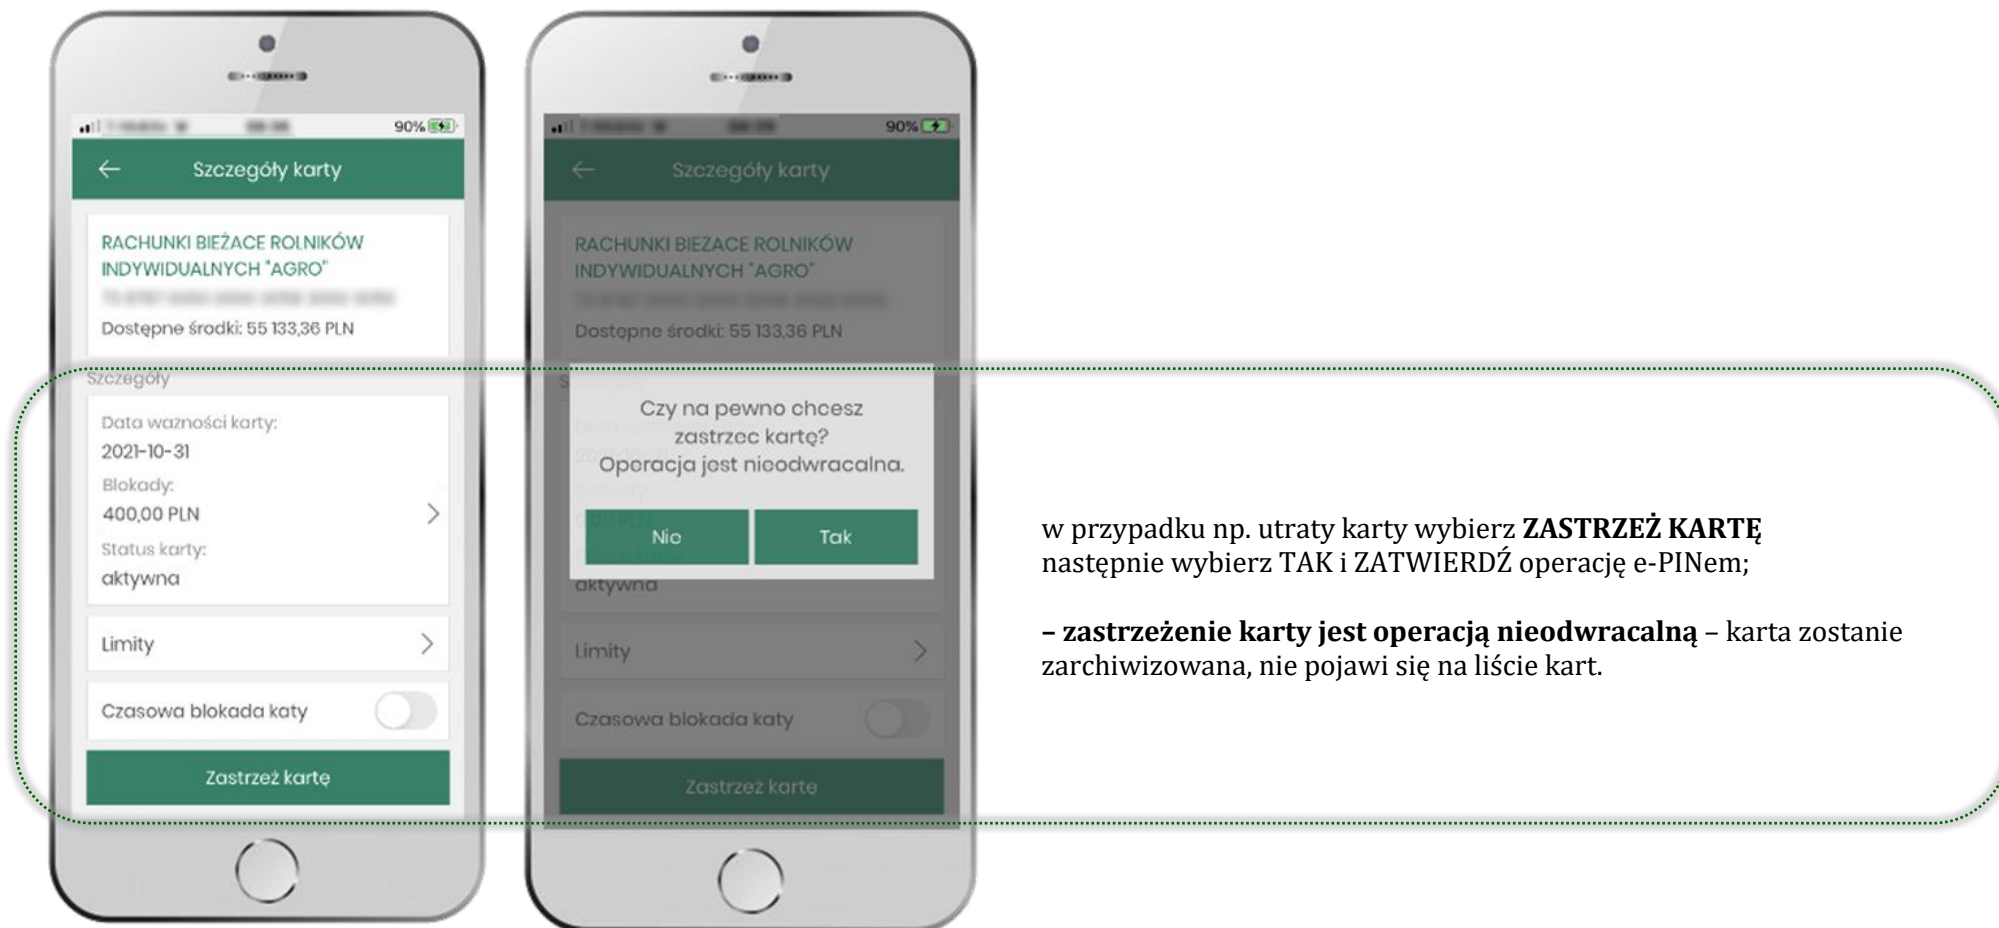 90%
Szczegóły karty
RACHUNKI BIEŻACE ROLNIKÓW
INDYWIDUALNYCH "AGRO"
Dostępne środki: 55 133,36 PLN
Szczegóły
Data ważności karty:
2021-10-31
Blokady:
400,00 PLN
Status karty:
aktywna
Limity
Czasowa blokada katy
Zastrzeż kartę
90%
Szczegóły karty
RACHUNKI BIEŻACE ROLNIKÓW
INDYWIDUALNYCH "AGRO"
Dostępne środki: 55 133,36 PLN
Czy na pewno chcesz
zastrzec kartę?
Operacja jest nieodwracalna.
Nie
Tak
aktywna
Limity
Czasowa blokada katy
Zastrzeż kartę
w przypadku np. utraty karty wybierz ZASTRZEŻ KARTĘ
następnie wybierz TAK i ZATWIERDŹ operację e-PINem;
– zastrzeżenie karty jest operacją nieodwracalną – karta zostanie
zarchiwizowana, nie pojawi się na liście kart.